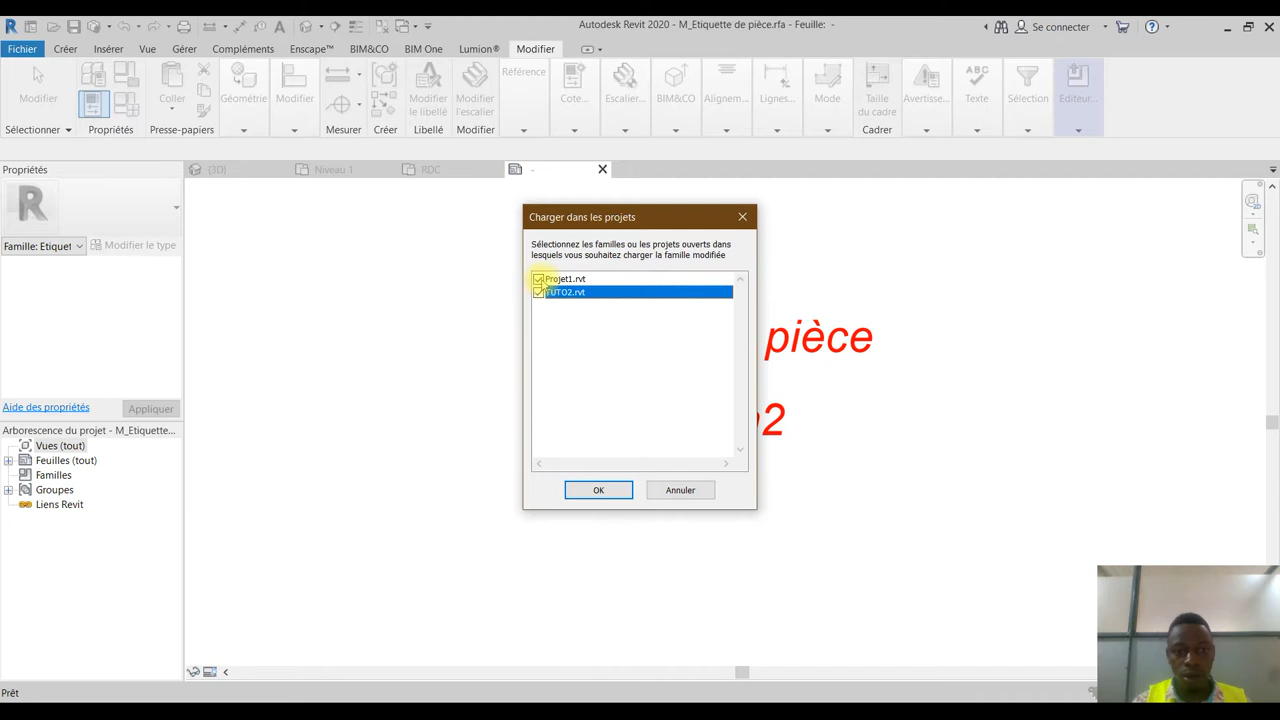 Autodesk Revit 2020 - M_Etiquette de pièce.rfa - Feuille: -
Se connecter
Fichier Créer Insérer Vue Gérer Compléments Enscape™ BIM&CO BIM One Lumion® Modifier
Modifier Coller Géométrie Modifier Modifier le libellé Modifier l'escalier Référence Cote... Escalier... BIM&CO Alignem... Lignes... Mode Taille du cadre Avertisse... ABC Texte Sélection Editeur...
Sélectionner Propriétés Presse-papiers Mesurer Créer Libellé Modifier Cadrer
Propriétés
{3D} Niveau 1 RDC -
Famille: Etiquet Modifier le type
Aide des propriétés Appliquer
Arborescence du projet - M_Etiquette...
Vues (tout)
Feuilles (tout)
Familles
Groupes
Liens Revit
Charger dans les projets
Sélectionnez les familles ou les projets ouverts dans
lesquels vous souhaitez charger la famille modifiée
Projet1.rvt
TUTO2.rvt
OK Annuler
pièce
m2
Prêt